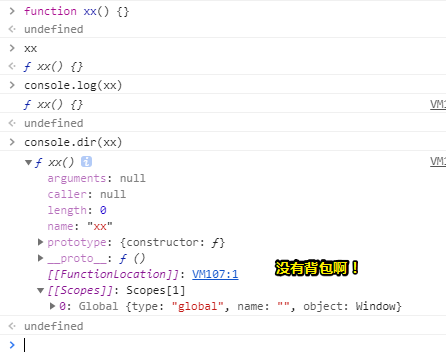 > function xx() {}
< undefined
> xx
< ƒ xx() {}
> console.log(xx)
ƒ xx() {} VM1
< undefined
> console.dir(xx)
▼ƒ xx() i VM1
arguments: null
caller: null
length: 0
name: "xx"
▶ prototype: {constructor: ƒ}
▶ __proto__: ƒ ()
[[FunctionLocation]]: VM107:1 没有背包啊！
▼[[Scopes]]: Scopes[1]
▶ 0: Global {type: "global", name: "", object: Window}
< undefined
>